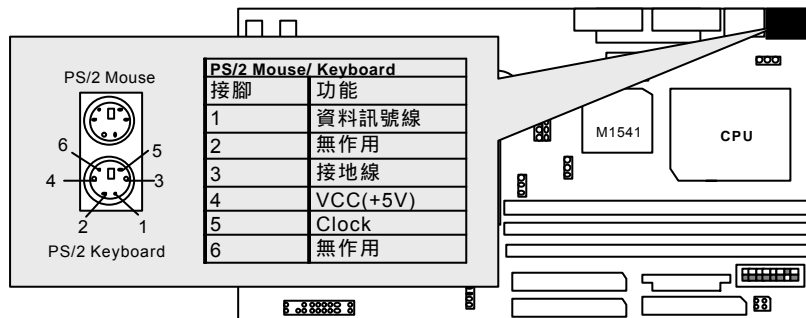 PS/2 Mouse
6
5
4
3
2
1
PS/2 Keyboard
PS/2 Mouse/ Keyboard
接腳 功能
1 資料訊號線
2 無作用
3 接地線
4 VCC(+5V)
5 Clock
6 無作用
M1541
CPU